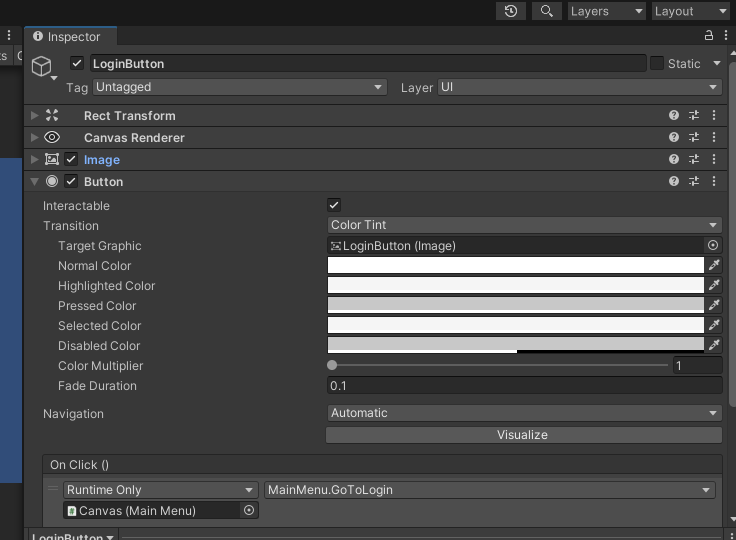 Layers Layout
Inspector
LoginButton Static
Tag Untagged Layer UI
Rect Transform
Canvas Renderer
Image
Button
Interactable
Transition Color Tint
Target Graphic LoginButton (Image)
Normal Color
Highlighted Color
Pressed Color
Selected Color
Disabled Color
Color Multiplier 1
Fade Duration 0.1
Navigation Automatic
Visualize
On Click ()
Runtime Only MainMenu.GoToLogin
Canvas (Main Menu)
LoginButton